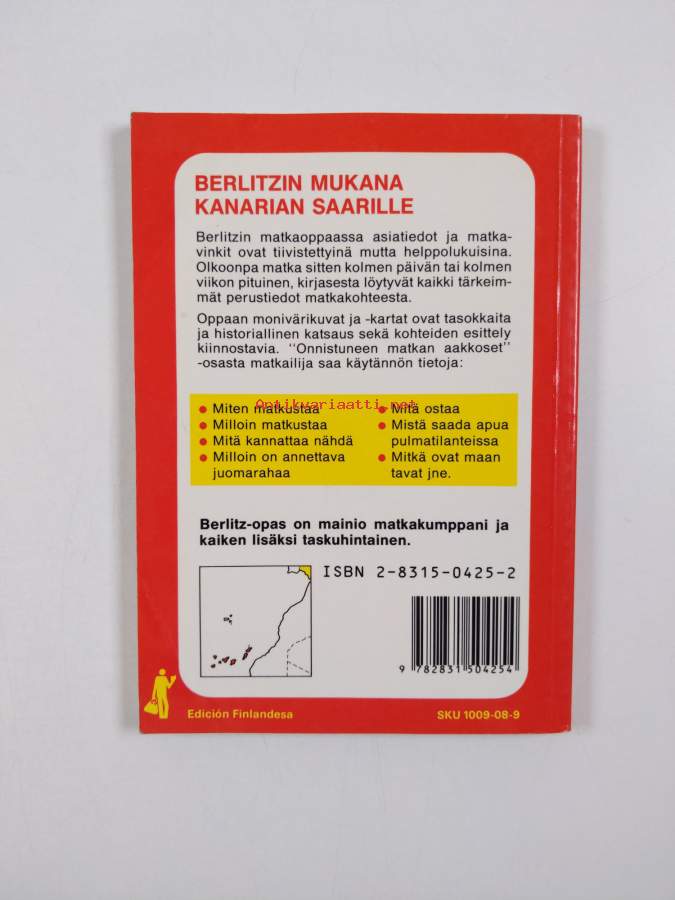 BERLITZIN MUKANA
KANARIAN SAARILLE
Berlitzin matkaoppaassa asiatiedot ja matka-
vinkit ovat tiivistettyinä mutta helppolukuisina.
Olkoonpa matka sitten kolmen päivän tai kolmen
viikon pituinen, kirjasesta löytyvät kaikki tärkeim-
mät perustiedot matkakohteesta.
Oppaan monivärikuvat ja -kartat ovat tasokkaita
ja historiallinen katsaus sekä kohteiden esittely
kiinnostavia. "Onnistuneen matkan aakkoset"
-osasta matkailija saa käytännön tietoja:
Antikvariaatti.net
• Miten matkustaa
• Milloin matkustaa
• Mitä kannattaa nähdä
• Milloin on annettava
juomarahaa
• Mitä ostaa
• Mistä saada apua
pulmatilanteissa
• Mitkä ovat maan
tavat jne.
Berlitz-opas on mainio matkakumppani ja
kaiken lisäksi taskuhintainen.
ISBN 2-8315-0425-2
9 782831 504254
Edición Finlandesa
SKU 1009-08-9